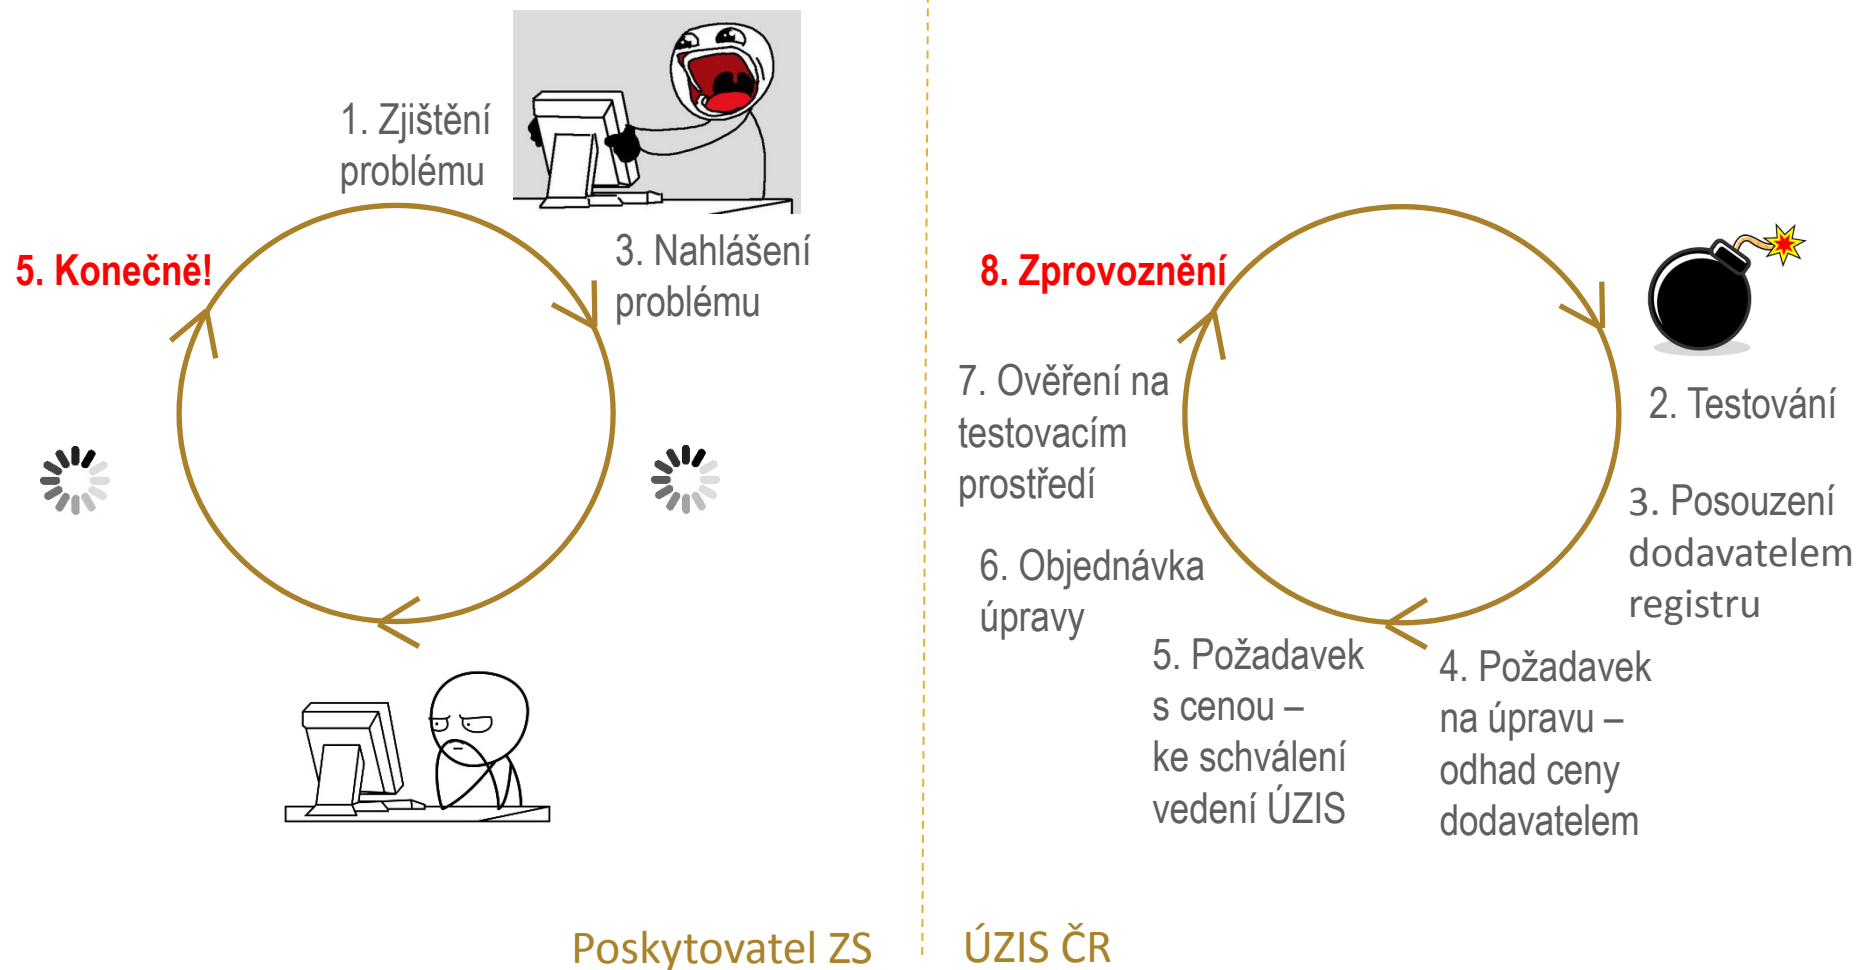 1. Zjištění
problému
3. Nahlášení
problému
5. Konečně!
Poskytovatel ZS
8. Zprovoznění
2. Testování
3. Posouzení
dodavatelem
registru
4. Požadavek
na úpravu –
odhad ceny
dodavatelem
5. Požadavek
s cenou –
ke schválení
vedení ÚZIS
6. Objednávka
úpravy
7. Ověření na
testovacím
prostředí
ÚZIS ČR